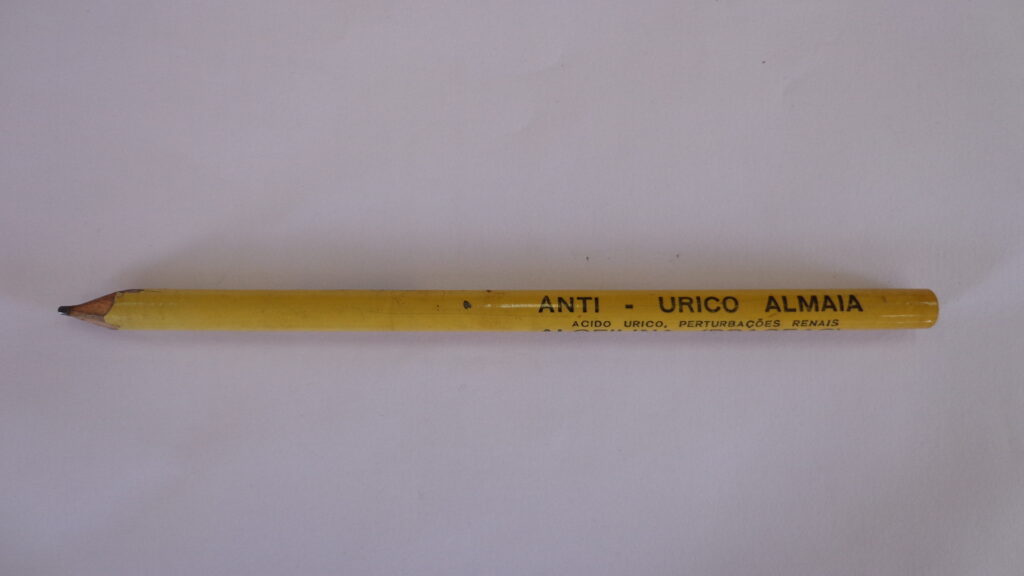 ANTI - URICO ALMAIA
ACIDO URICO, PERTURBAÇÕES RENAIS